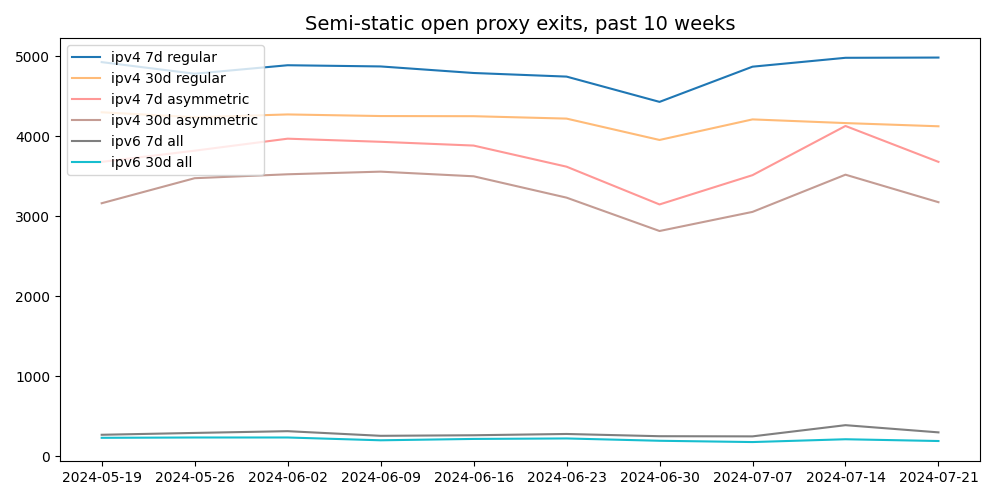 Semi-static open proxy exits, past 10 weeks
ipv4 7d regular
ipv4 30d regular
ipv4 7d asymmetric
ipv4 30d asymmetric
ipv6 7d all
ipv6 30d all
5000
4000
3000
2000
1000
0
2024-05-19 2024-05-26 2024-06-02 2024-06-09 2024-06-16 2024-06-23 2024-06-30 2024-07-07 2024-07-14 2024-07-21